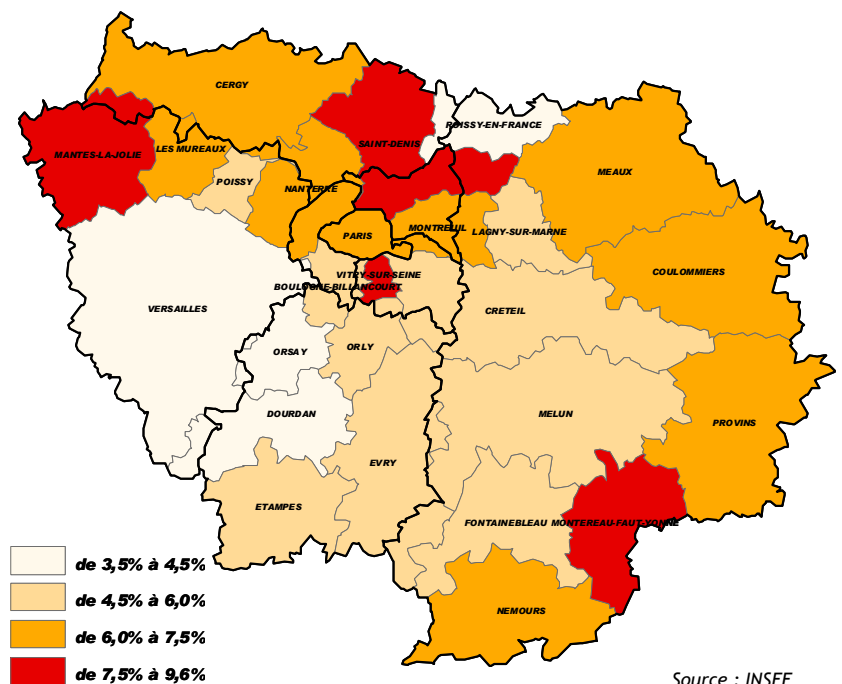 CERGY
ROISSY-EN-FRANCE
SAINT-DENIS
LES MUREAUX
MANTES-LA-JOLIE
MEAUX
POISSY
NANTERRE
MONTREUIL
LAGNY-SUR-MARNE
PARIS
COULOMMIERS
VITRY-SUR-SEINE
BOULOGNE-BILLANCOURT
VERSAILLES
CRETEIL
ORLY
ORSAY
DOURDAN
MELUN
PROVINS
EVRY
ETAMPES
FONTAINEBLEAU
MONTEREAU-FAUT-YONNE
NEMOURS
de 3,5% à 4,5%
de 4,5% à 6,0%
de 6,0% à 7,5%
de 7,5% à 9,6%
Source : INSEE